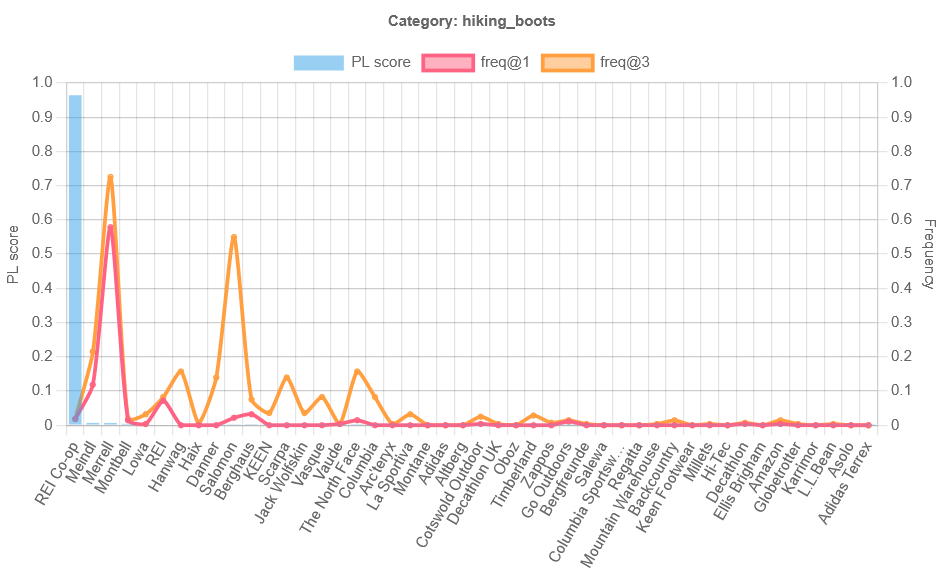 Category: hiking_boots
PL score freq@1 freq@3
1.0 1.0
0.9 0.9
0.8 0.8
0.7 0.7
0.6 0.6
0.5 0.5
0.4 0.4
0.3 0.3
0.2 0.2
0.1 0.1
0 0
PL score
Frequency
REI Co-op
Meindl
Merrell
Montbell
Lowa
REI
Hanwag
Haix
Danner
Salomon
Berghaus
KEEN
Scarpa
Jack Wolfskin
Vasque
Vaude
The North Face
Columbia
Arc'teryx
La Sportiva
Montane
Adidas
Altberg
Cotswold Outdoor
Decathlon UK
Oboz
Timberland
Zappos
Go Outdoors
Bergfreunde
Salewa
Columbia Sportsw…
Regatta
Mountain Warehouse
Backcountry
Keen Footwear
Millets
Hi-Tec
Decathlon
Ellis Brigham
Amazon
Globetrotter
Karrimor
L.L.Bean
Asolo
Adidas Terrex